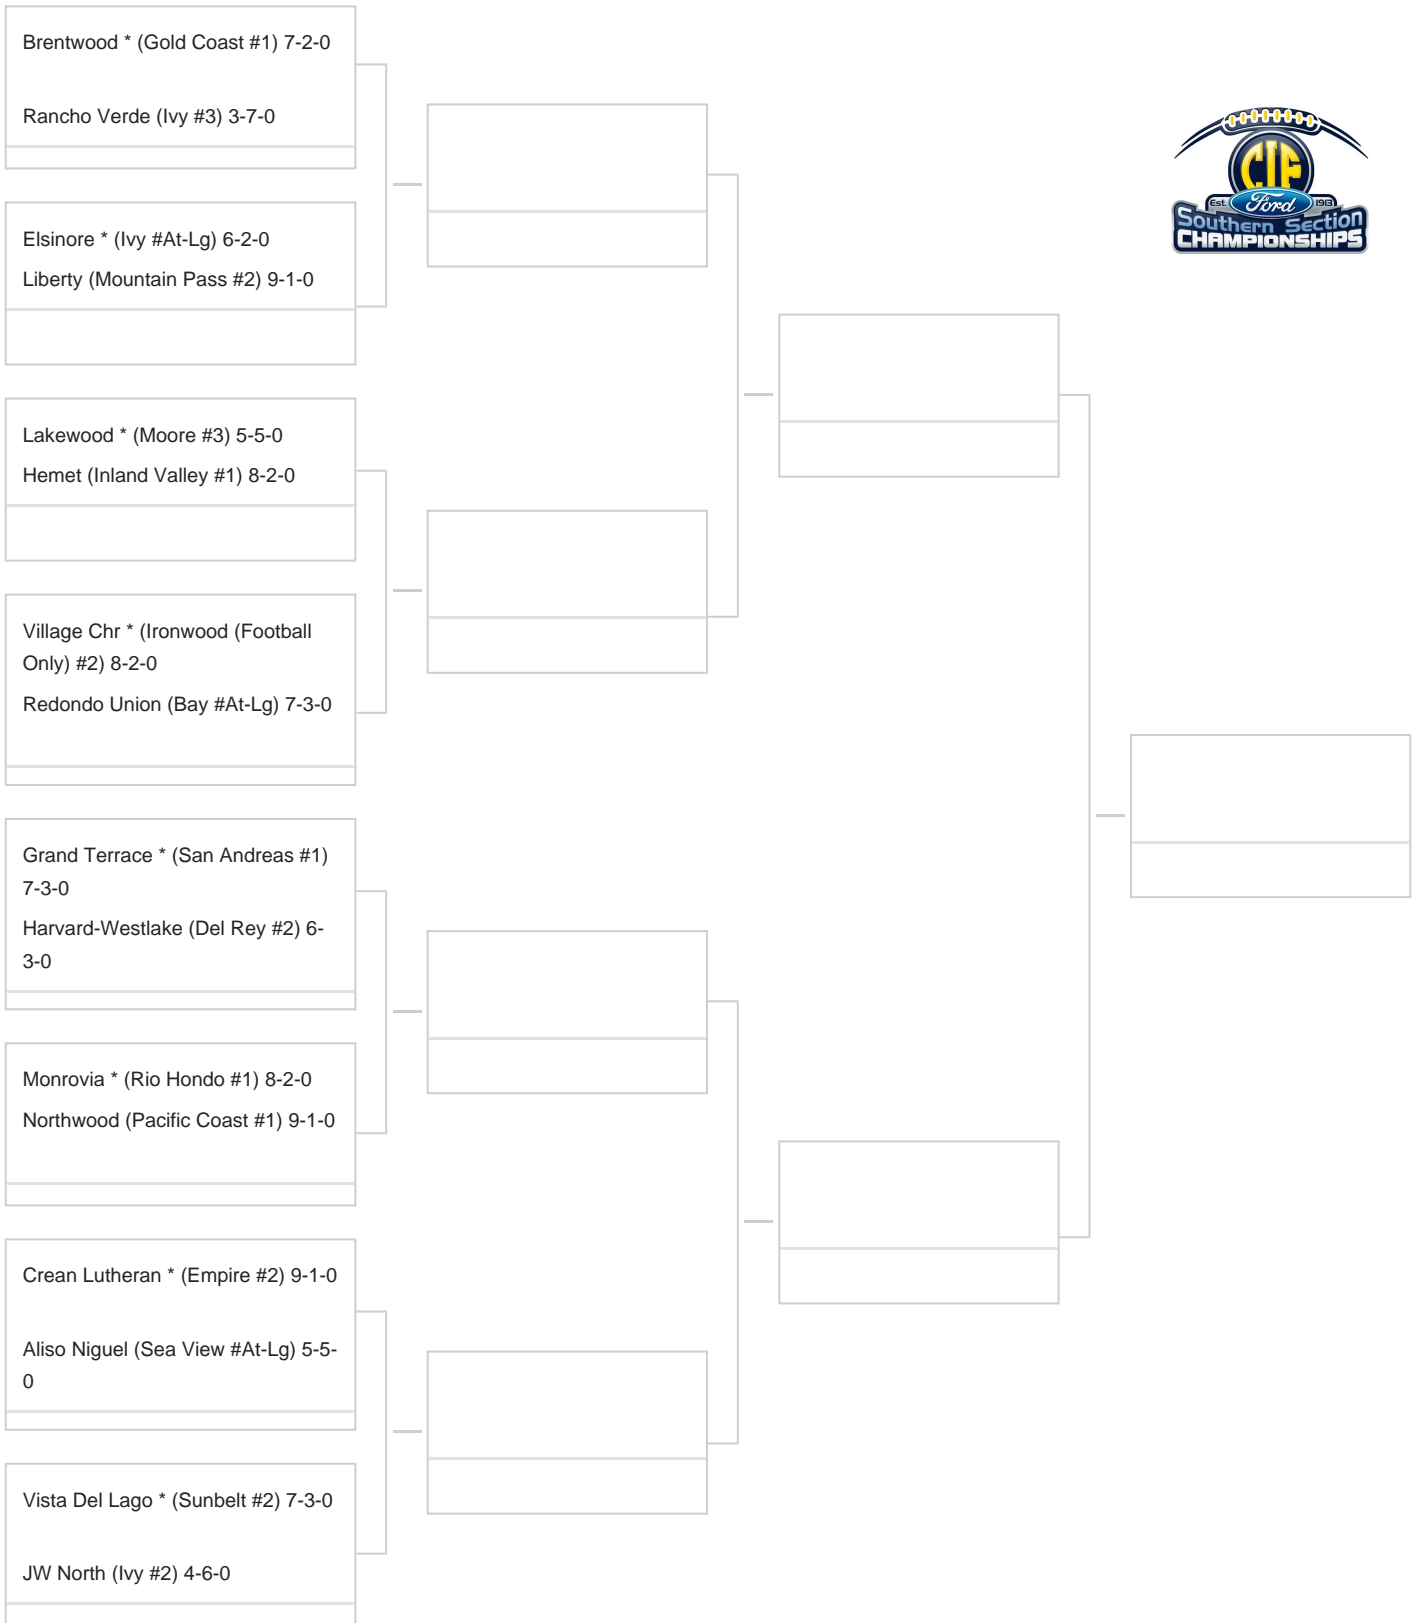 Brentwood * (Gold Coast #1) 7-2-0
Rancho Verde (Ivy #3) 3-7-0
Elsinore * (Ivy #At-Lg) 6-2-0
Liberty (Mountain Pass #2) 9-1-0
Lakewood * (Moore #3) 5-5-0
Hemet (Inland Valley #1) 8-2-0
Village Chr * (Ironwood (Football
Only) #2) 8-2-0
Redondo Union (Bay #At-Lg) 7-3-0
Grand Terrace * (San Andreas #1)
7-3-0
Harvard-Westlake (Del Rey #2) 6-
3-0
Monrovia * (Rio Hondo #1) 8-2-0
Northwood (Pacific Coast #1) 9-1-0
Crean Lutheran * (Empire #2) 9-1-0
Aliso Niguel (Sea View #At-Lg) 5-5-
0
Vista Del Lago * (Sunbelt #2) 7-3-0
JW North (Ivy #2) 4-6-0
CIF
Est. Ford 1913
Southern Section
CHAMPIONSHIPS